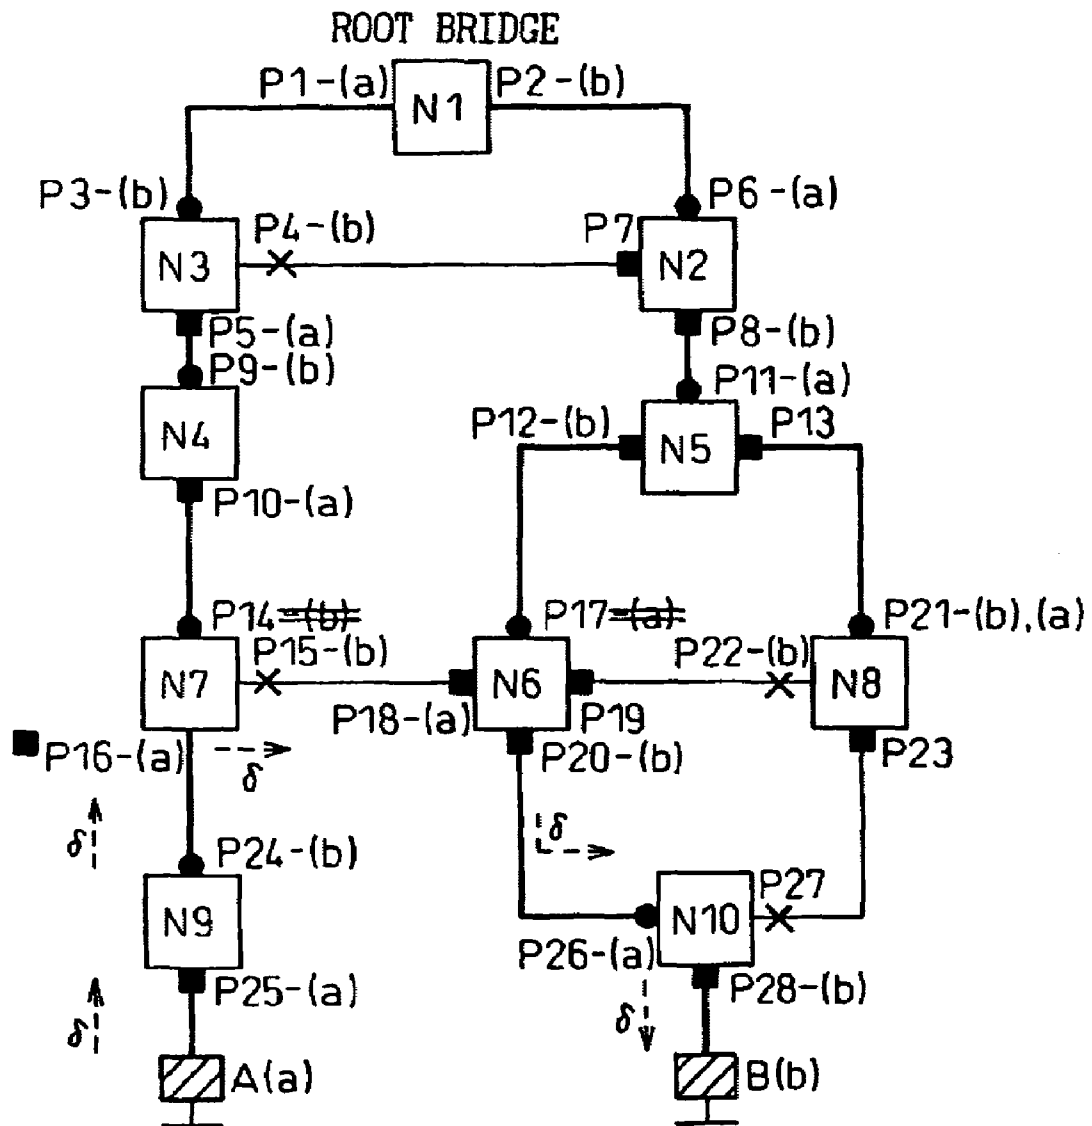 ROOT BRIDGE
P1-(a) N1 P2-(b)
P3-(b) P6-(a)
P4-(b) P7
N3 N2
P5-(a) P8-(b)
P9-(b) P11-(a)
N4 P12-(b) N5 P13
P10-(a)
P14=(b) P17=(a) P21-(b),(a)
P15-(b) P22-(b)
N7 N6 N8
P18-(a) P19
P16-(a) δ P20-(b) P23
δ δ
P24-(b) P27
N9 N10
P26-(a)
P25-(a) P28-(b)
δ δ
A(a) B(b)